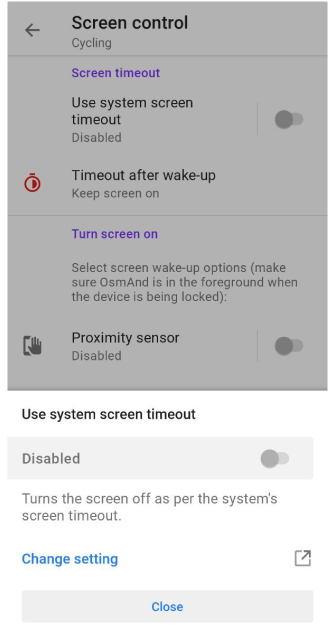 Screen control
Cycling
Screen timeout
Use system screen
timeout
Disabled
Timeout after wake-up
Keep screen on
Turn screen on
Select screen wake-up options (make
sure OsmAnd is in the foreground when
the device is being locked):
Proximity sensor
Disabled
Use system screen timeout
Disabled
Turns the screen off as per the system's
screen timeout.
Change setting
Close